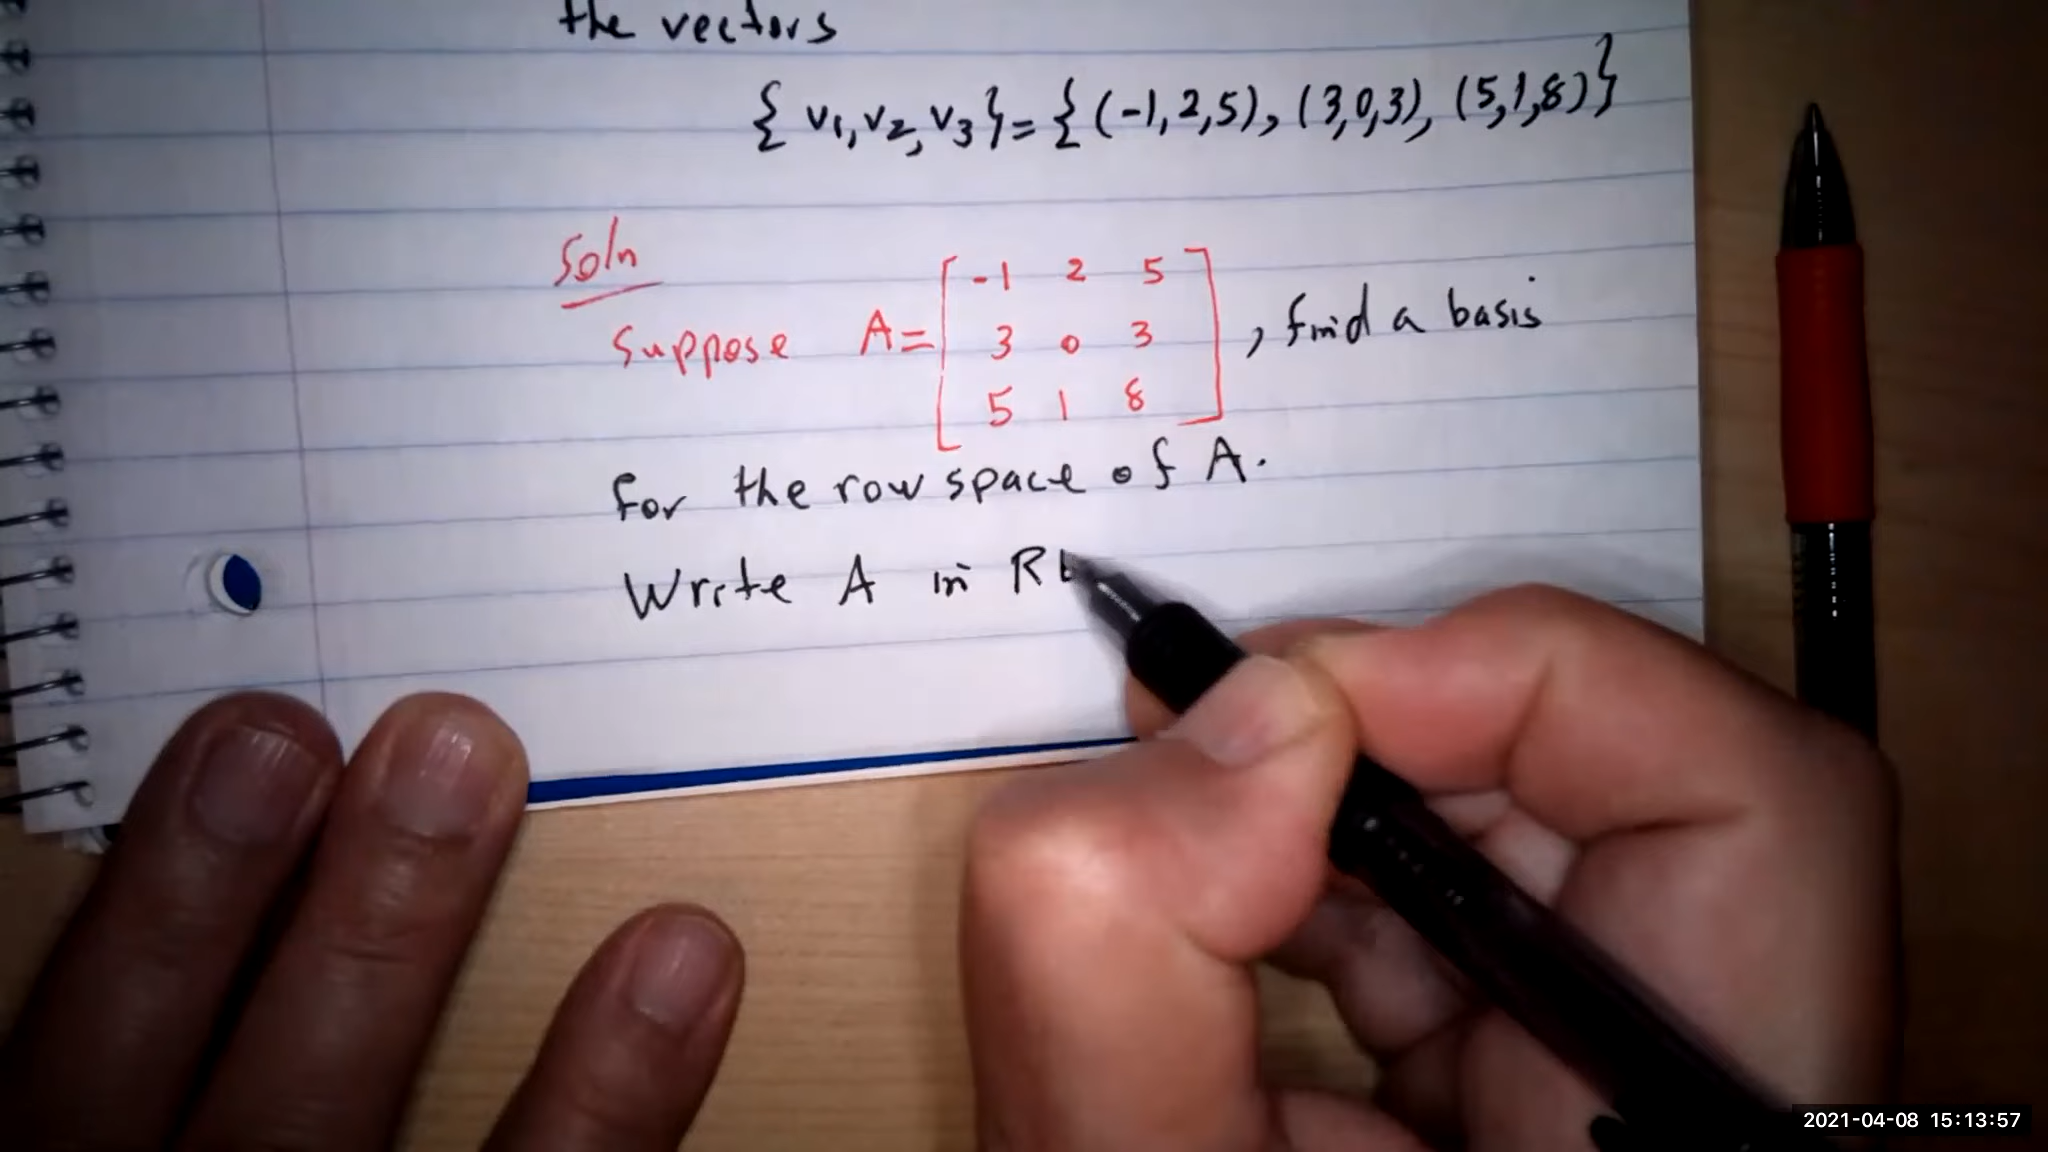 the vectors
{ v1, v2, v3 } = { (-1, 2, 5), (3, 0, 3), (5, 1, 8) }
Soln
Suppose A = [ -1 2 5
3 0 3
5 1 8 ] , find a basis
for the row space of A.
Write A in R
2021-04-08 15:13:57